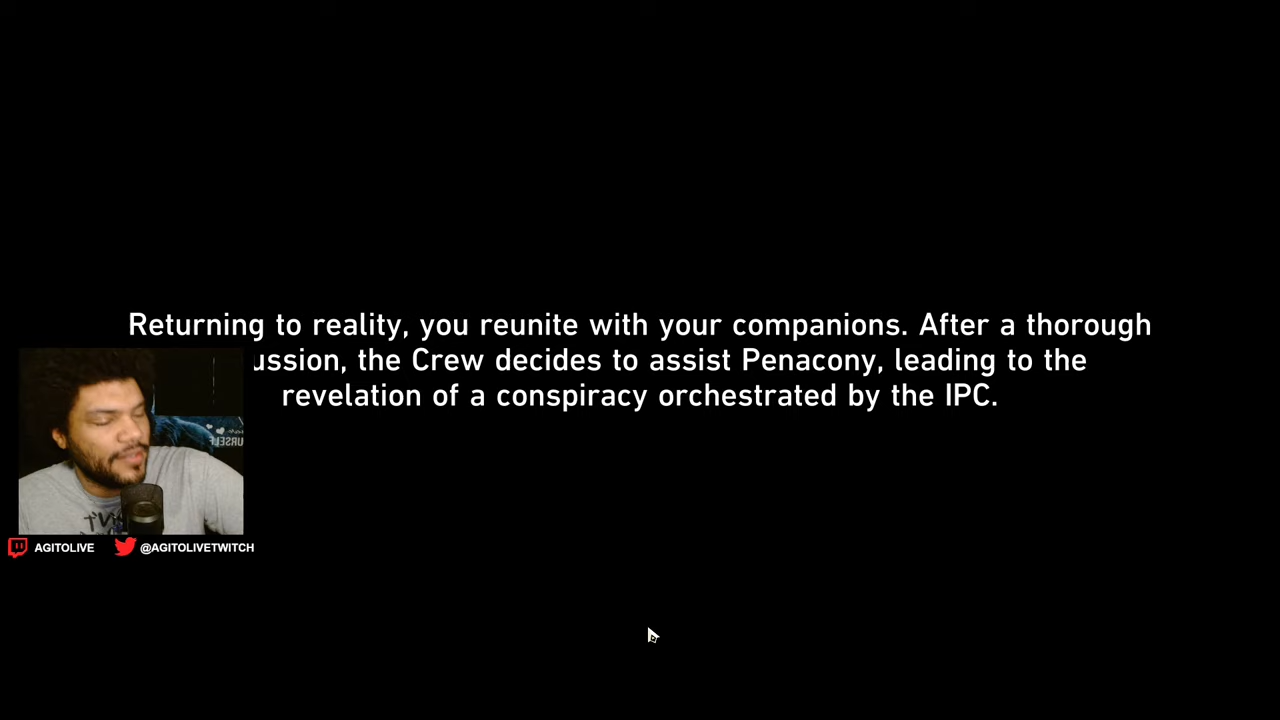 Returning to reality, you reunite with your companions. After a thorough
ussion, the Crew decides to assist Penacony, leading to the
revelation of a conspiracy orchestrated by the IPC.
AGITOLIVE @AGITOLIVETWITCH